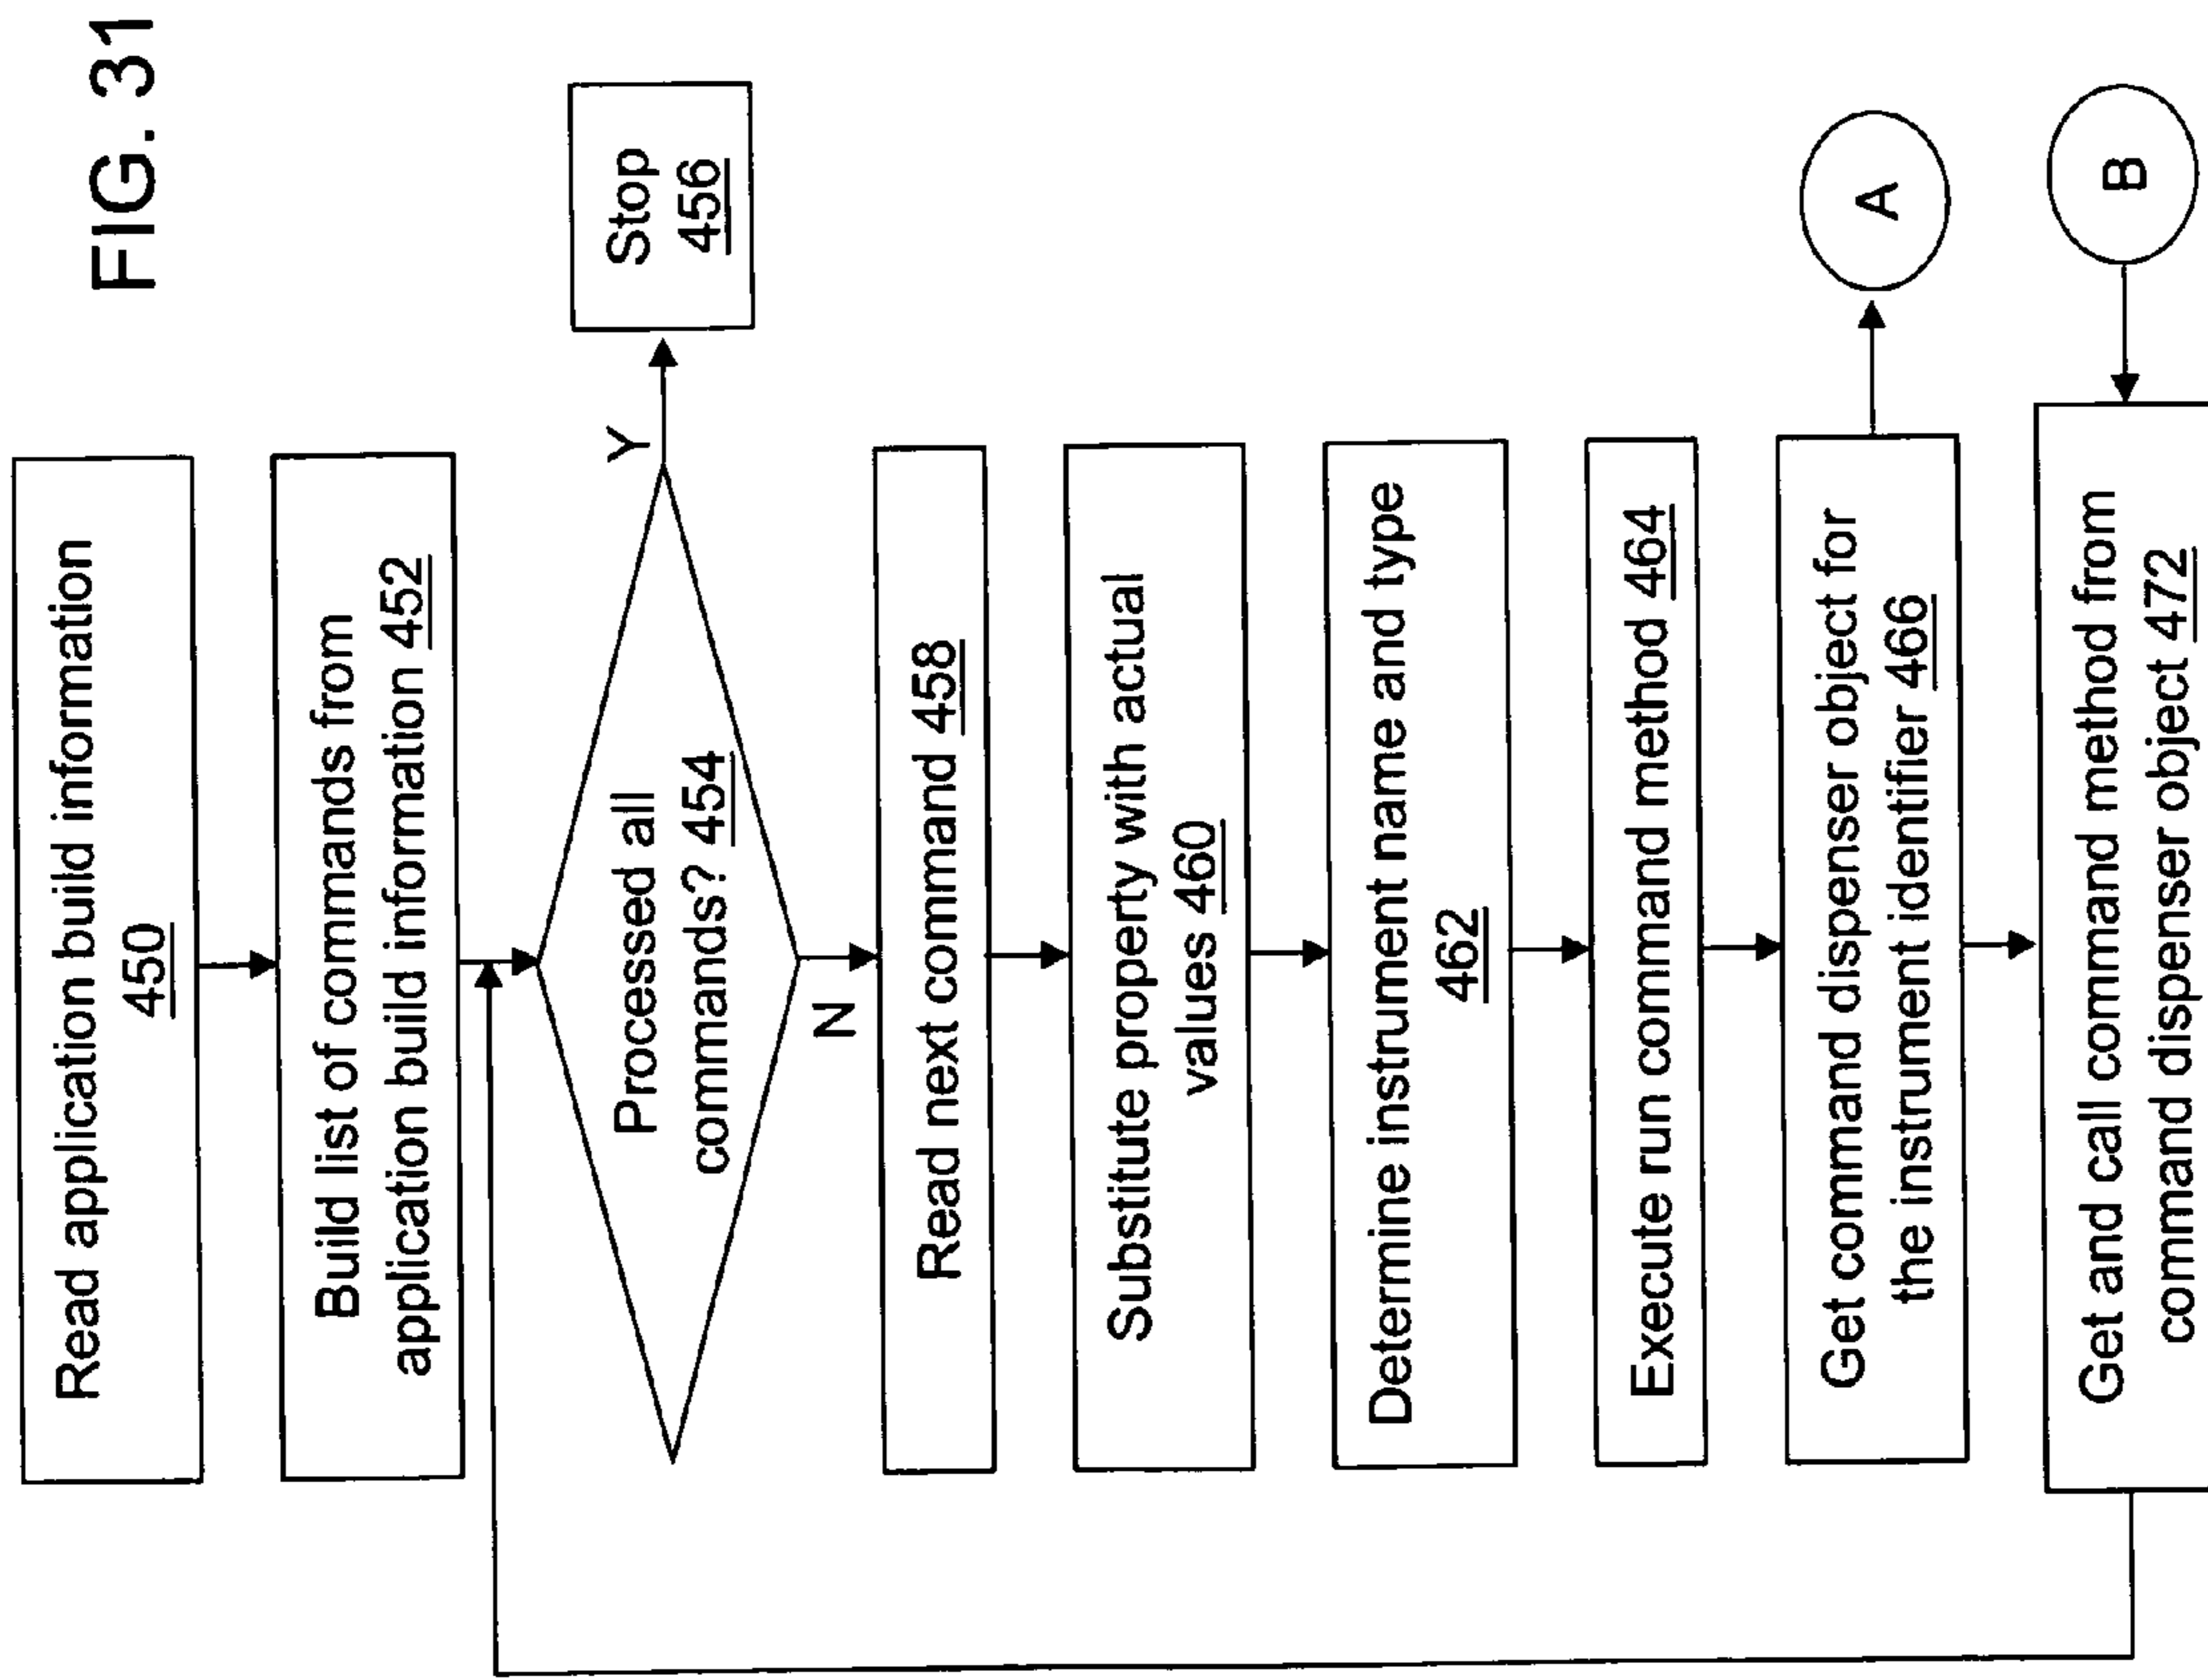 FIG. 31
Read application build information
450
Build list of commands from
application build information 452
Processed all
commands? 454
Y
Stop
456
N
Read next command 458
Substitute property with actual
values 460
Determine instrument name and type
462
Execute run command method 464
Get command dispenser object for
the instrument identifier 466
A
Get and call command method from
command dispenser object 472
B